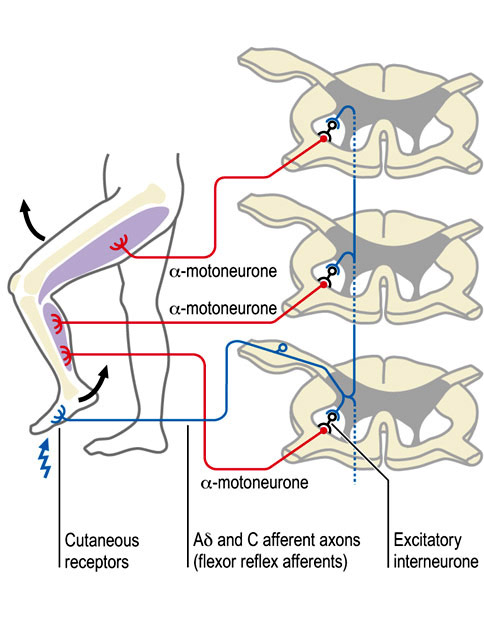 α-motoneurone
α-motoneurone
α-motoneurone
Cutaneous
receptors
Aδ and C afferent axons
(flexor reflex afferents)
Excitatory
interneurone